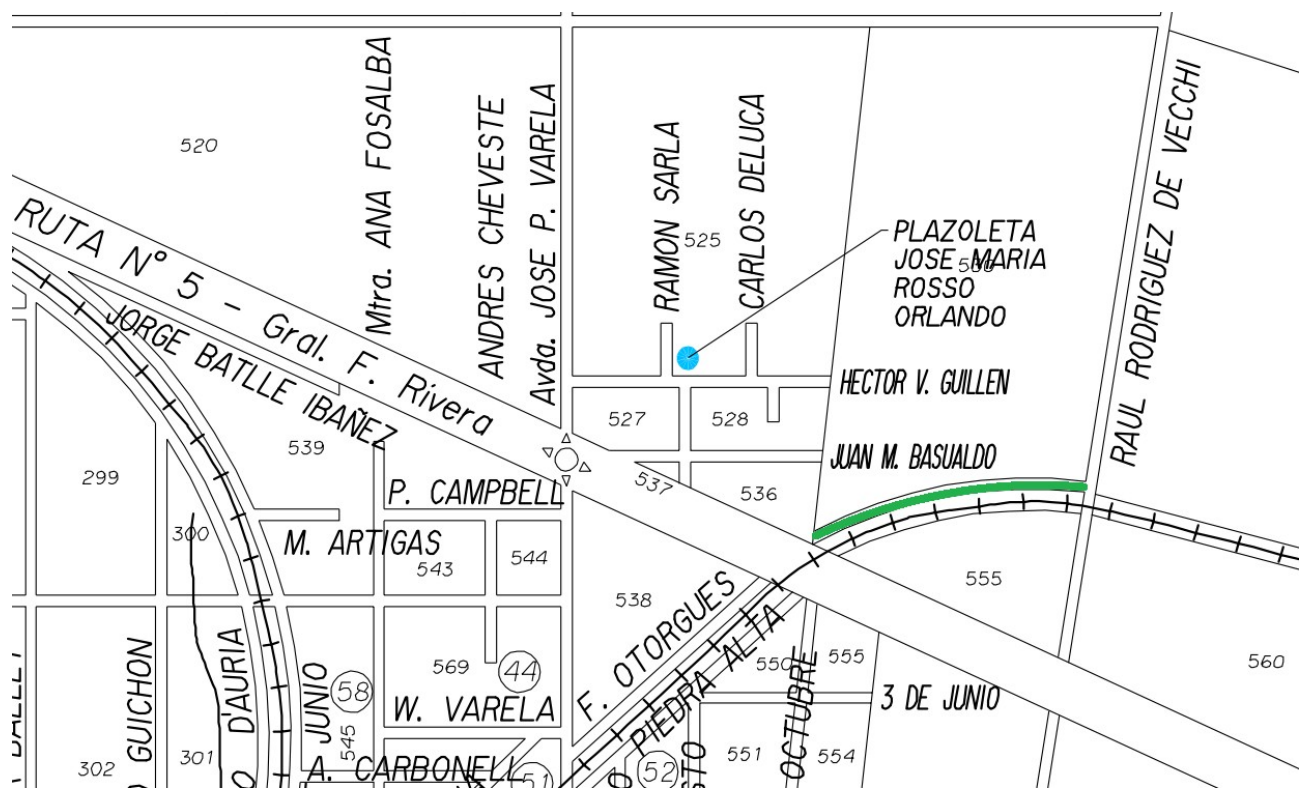 520
Mtra. ANA FOSALBA
ANDRES CHEVESTE
Avda. JOSE P. VARELA
RAMON SARLA
525
CARLOS DELUCA
PLAZOLETA
JOSE MARIA
ROSSO
ORLANDO
RAUL RODRIGUEZ DE VECCHI
RUTA N° 5 - Gral. F. Rivera
JORGE BATLLE IBAÑEZ
HECTOR V. GUILLEN
527
528
JUAN M. BASUALDO
539
299
537
536
P. CAMPBELL
300
M. ARTIGAS
543
544
538
555
F. OTORGUES
PIEDRA ALTA
550
555
560
569
44
58
JUNIO
D'AURIA
GUICHON
W. VARELA
3 DE JUNIO
OCTUBRE
545
301
302
A. CARBONELL
51
52
551
554